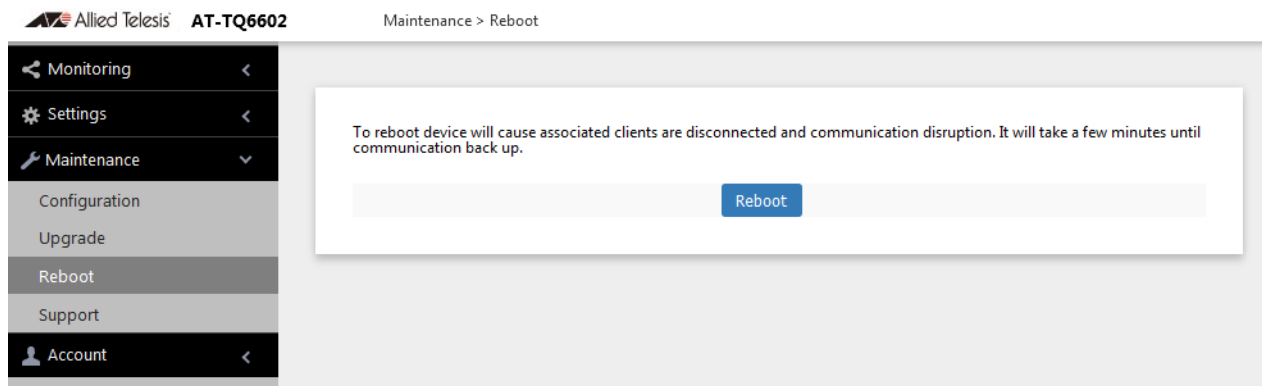 Allied Telesis AT-TQ6602 Maintenance > Reboot
Monitoring
Settings
Maintenance
Configuration
Upgrade
Reboot
Support
Account
To reboot device will cause associated clients are disconnected and communication disruption. It will take a few minutes until
communication back up.
Reboot